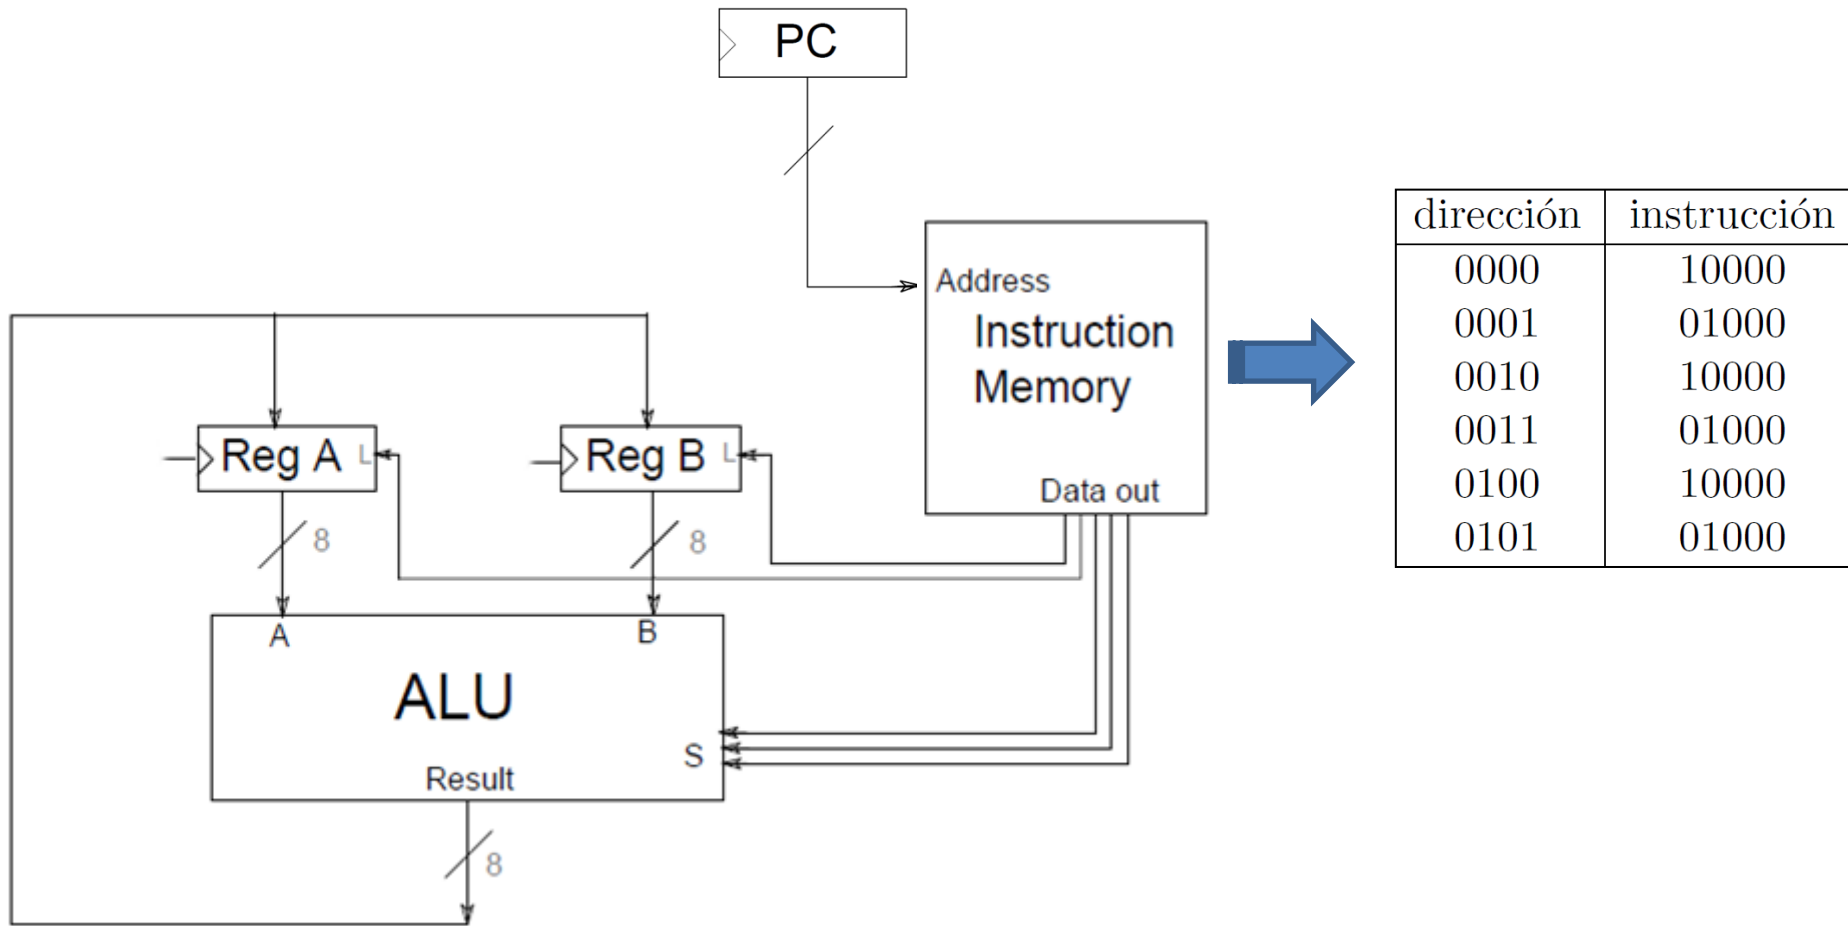 PC
Address
Instruction
Memory
Data out
Reg A L
Reg B L
8
8
A
B
ALU
S
Result
8
dirección instrucción
0000 10000
0001 01000
0010 10000
0011 01000
0100 10000
0101 01000